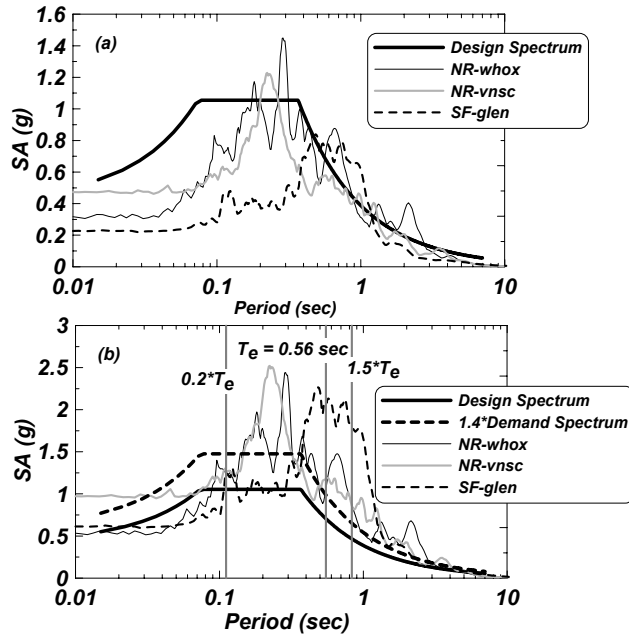 1.6
1.4
1.2
1
0.8
0.6
0.4
0.2
0
SA (g)
(a)
Design Spectrum
NR-whox
NR-vnsc
SF-glen
0.01 0.1 1 10
Period (sec)
3
2.5
2
1.5
1
0.5
0
SA (g)
(b)
Te = 0.56 sec
0.2*Te
1.5*Te
Design Spectrum
1.4*Demand Spectrum
NR-whox
NR-vnsc
SF-glen
0.01 0.1 1 10
Period (sec)